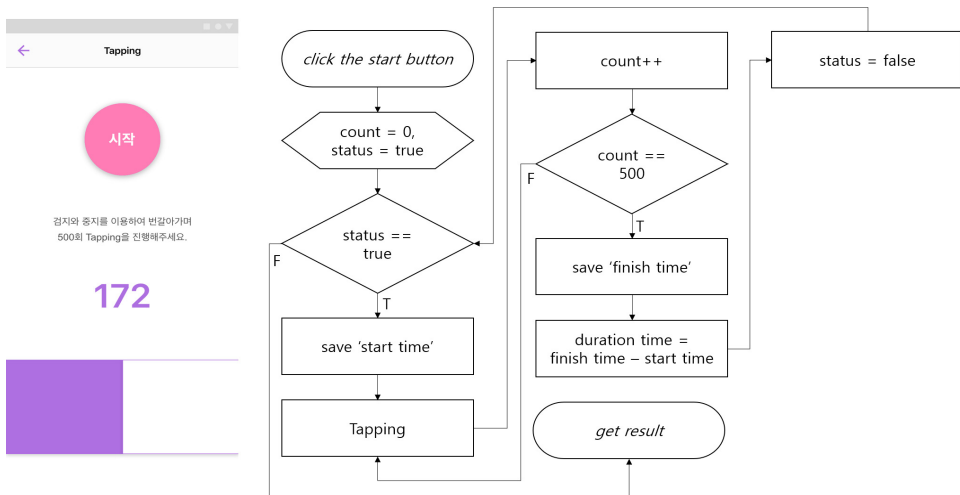 Tapping
시작
검지와 중지를 이용하여 번갈아가며
500회 Tapping을 진행해주세요.
172
click the start button
count = 0,
status = true
status ==
true
F
T
save ‘start time’
Tapping
count++
count ==
500
F
T
save ‘finish time’
duration time =
finish time – start time
status = false
get result